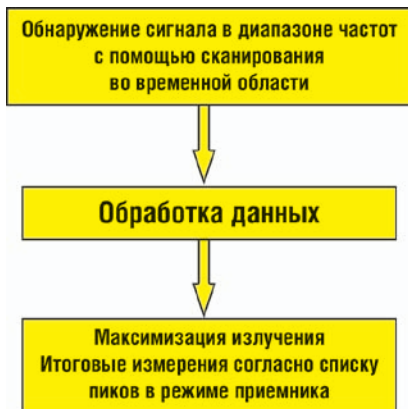 Обнаружение сигнала в диапазоне частот
с помощью сканирования
во временной области
Обработка данных
Максимизация излучения
Итоговые измерения согласно списку
пиков в режиме приемника